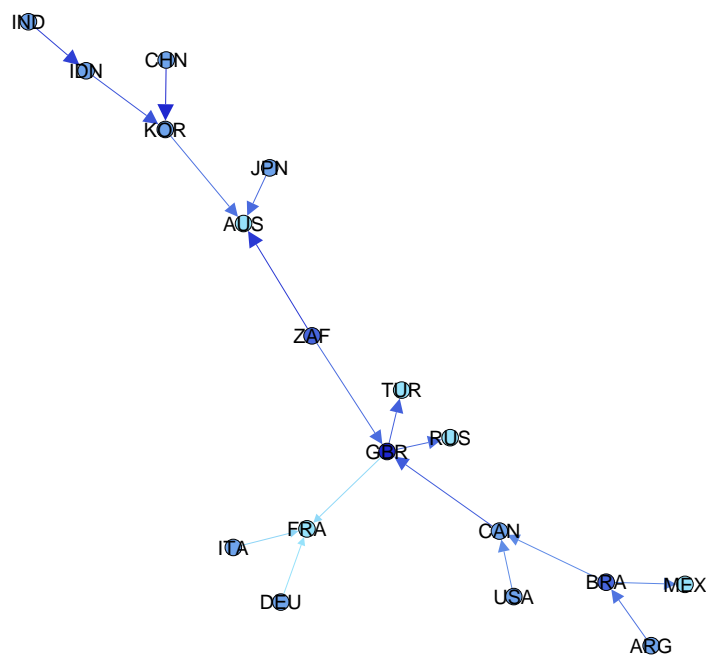 IND
CHN
IDN
KOR
JPN
AUS
ZAF
TUR
RUS
GBR
FRA
CAN
ITA
BRA
MEX
USA
DEU
ARG